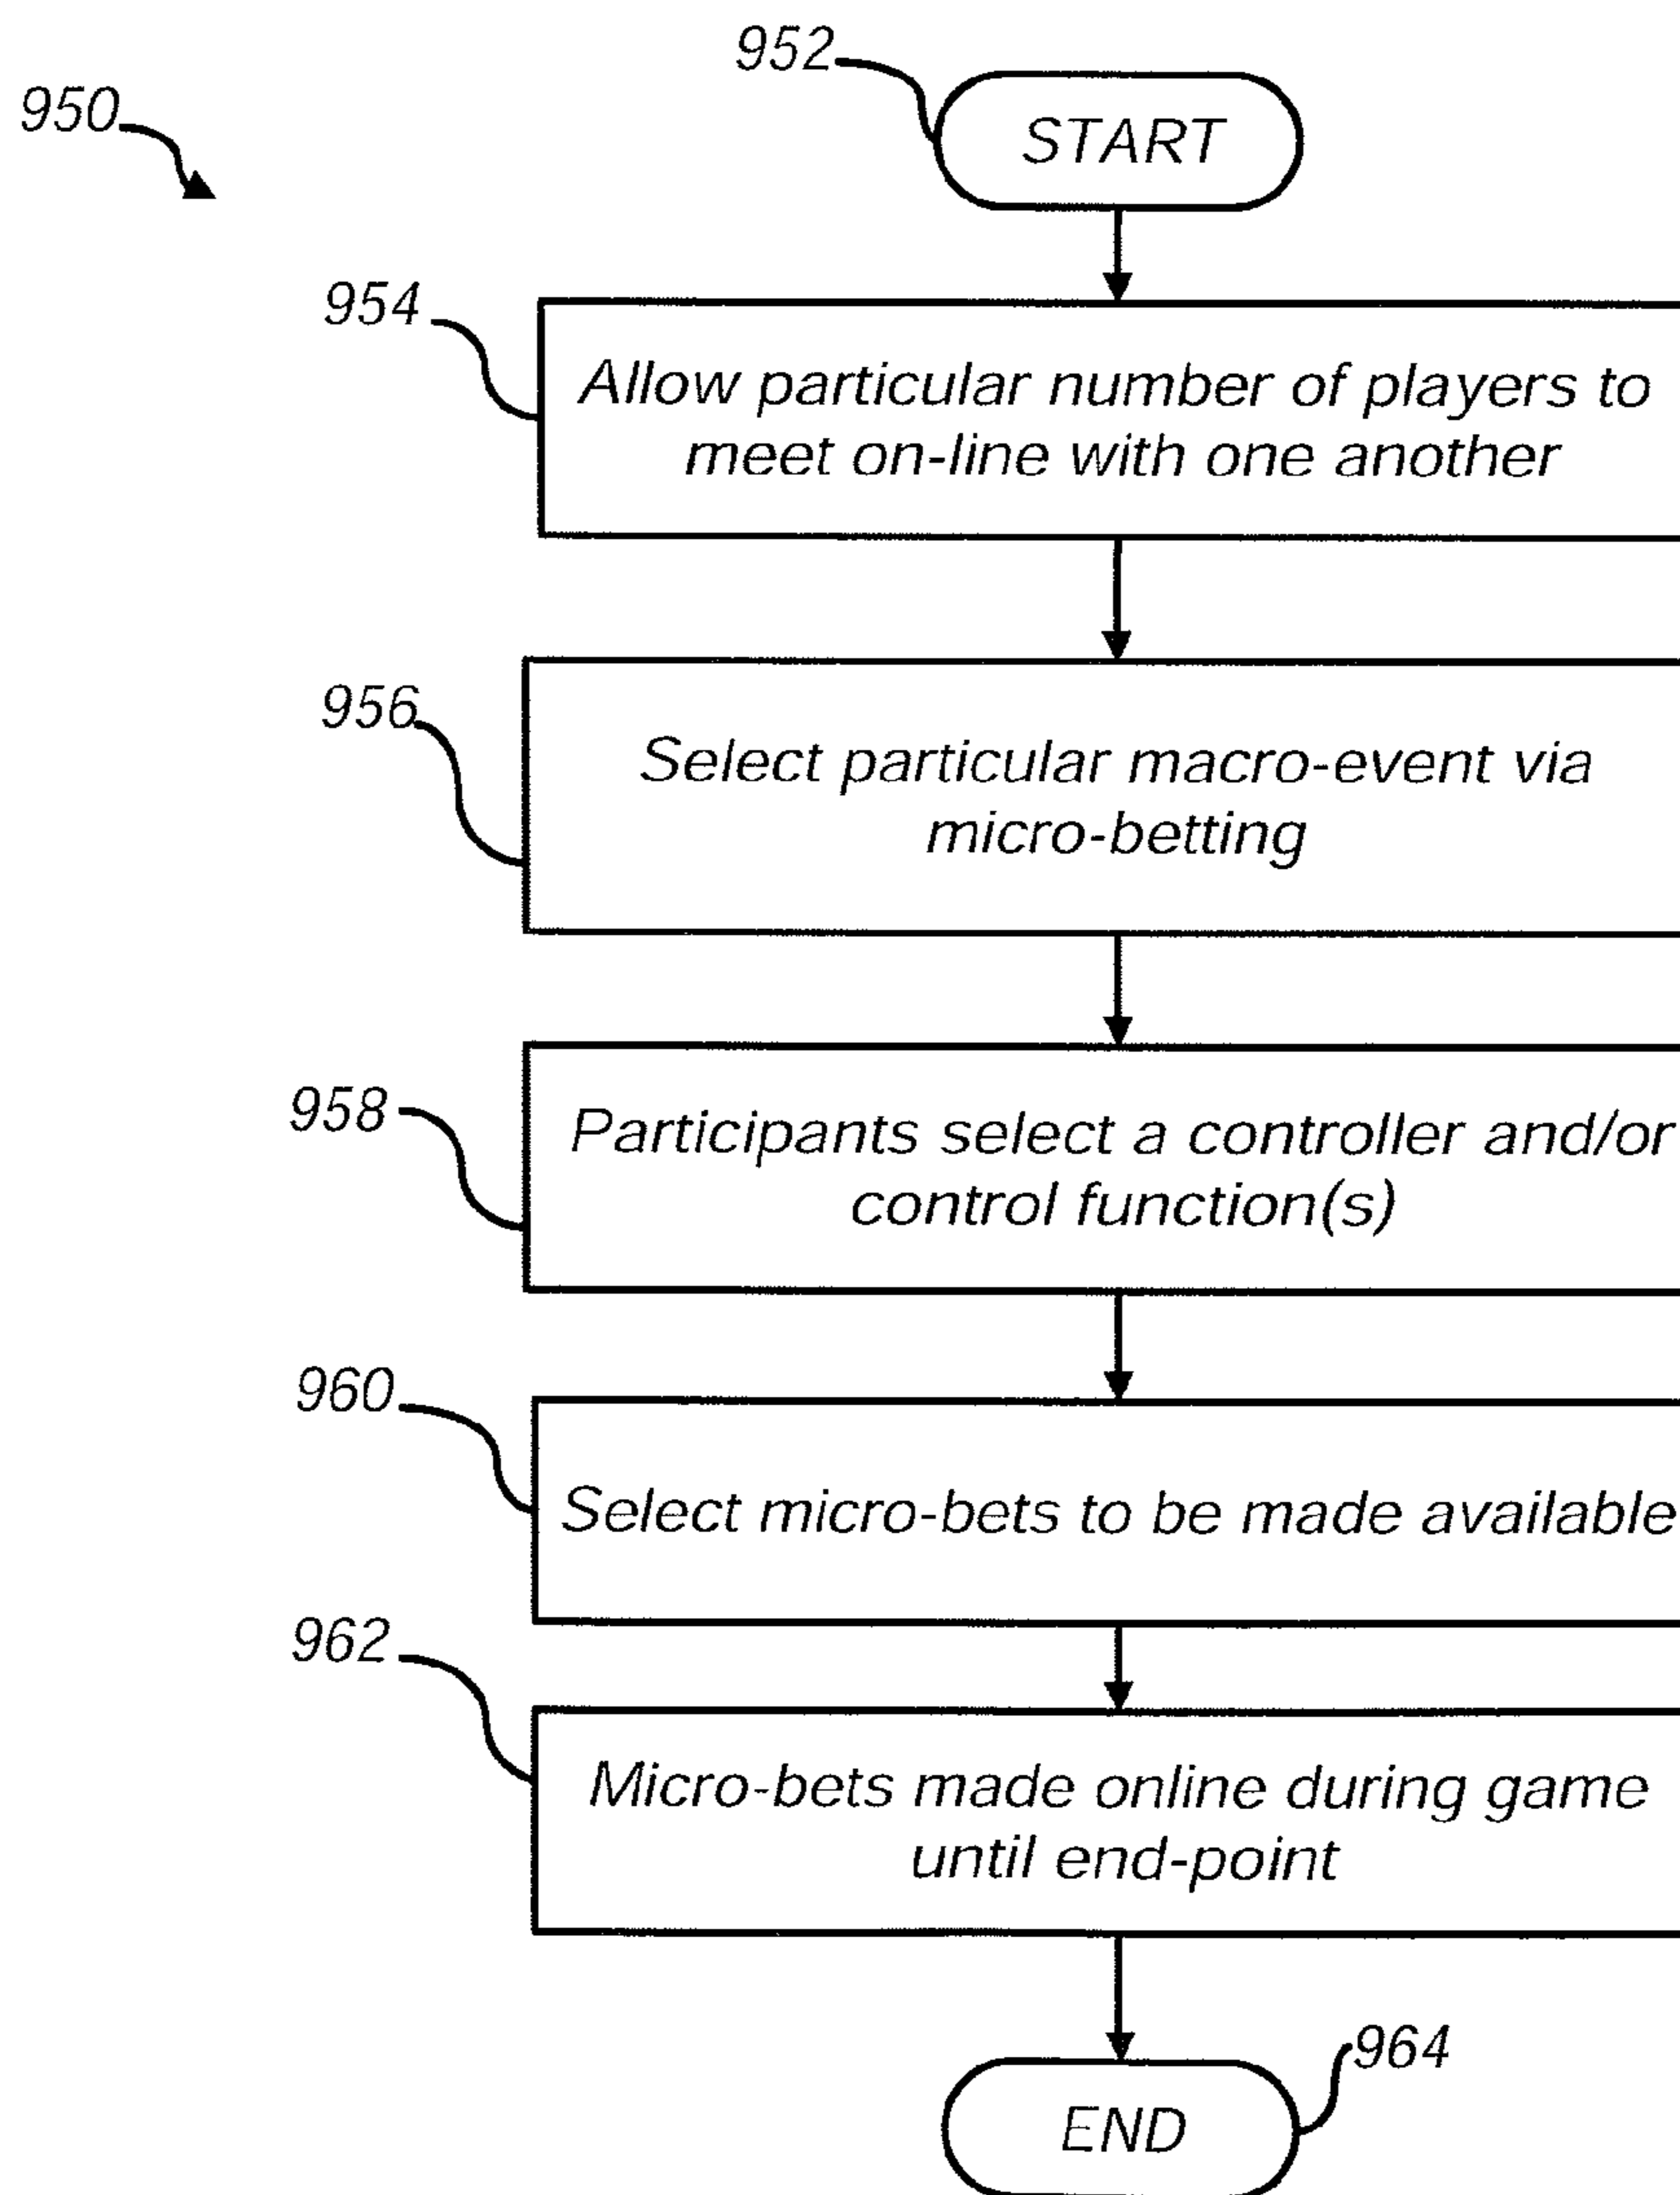 952
950
START
954
Allow particular number of players to
meet on-line with one another
956
Select particular macro-event via
micro-betting
958
Participants select a controller and/or
control function(s)
960
Select micro-bets to be made available
962
Micro-bets made online during game
until end-point
964
END